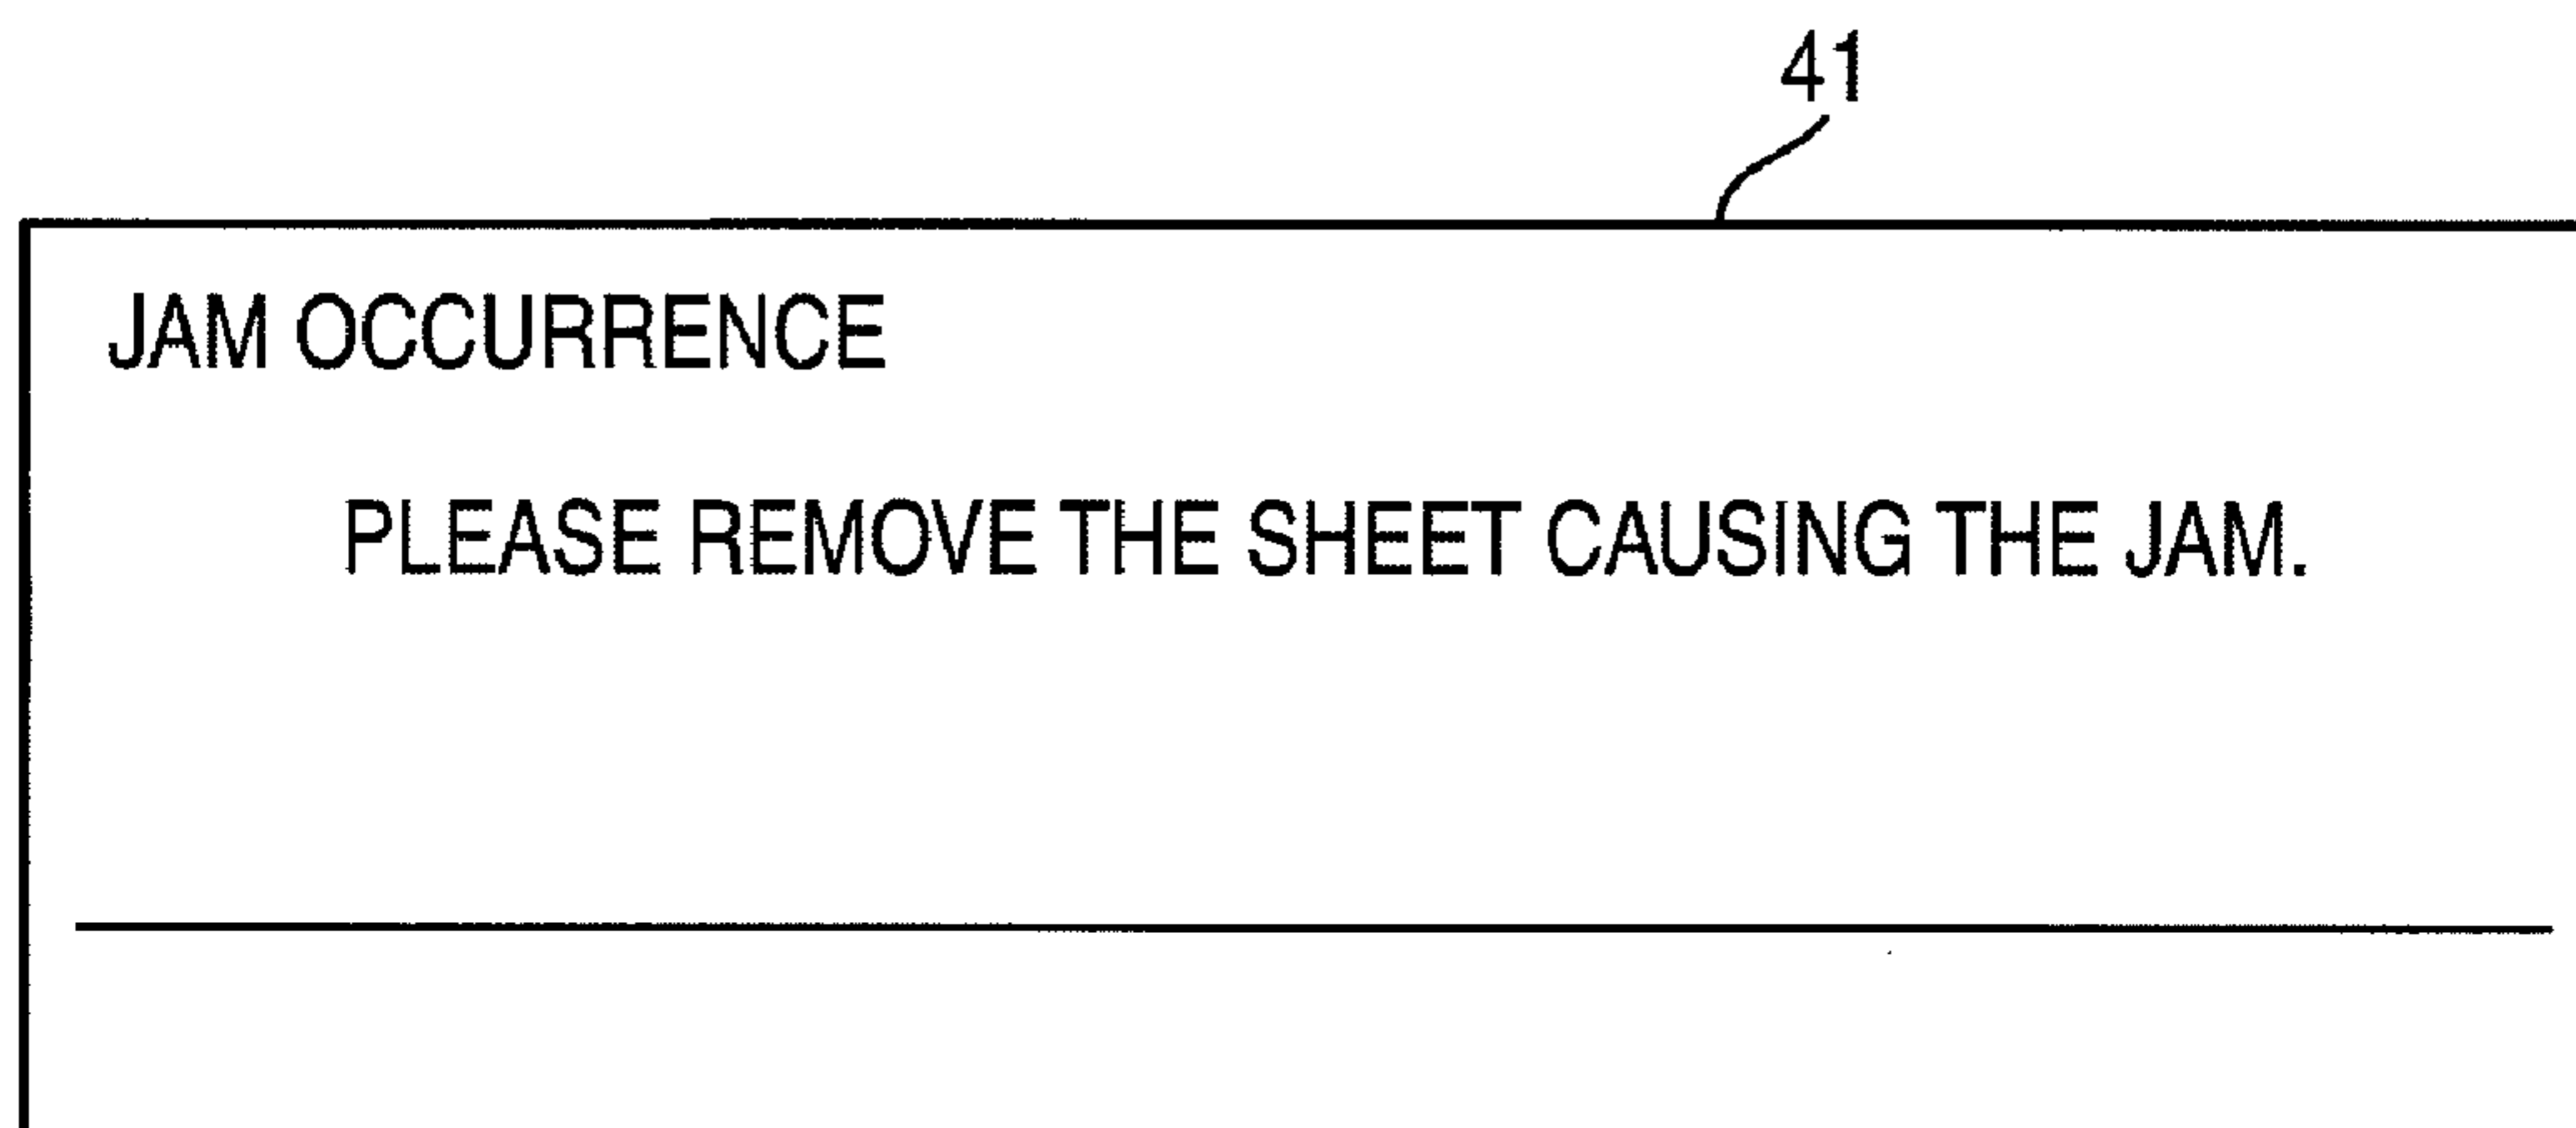 41
JAM OCCURRENCE
PLEASE REMOVE THE SHEET CAUSING THE JAM.